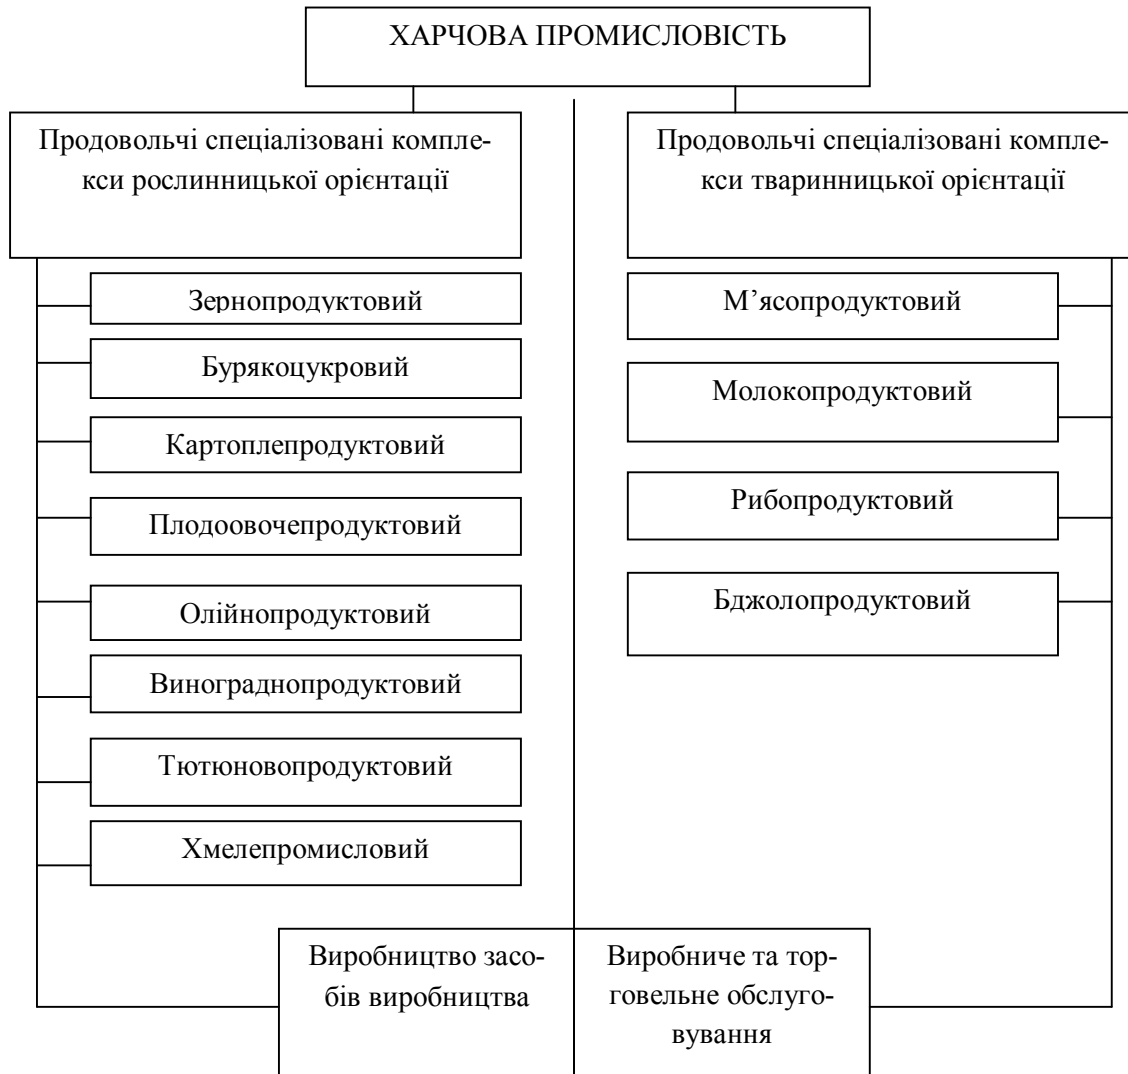 ХАРЧОВА ПРОМИСЛОВІСТЬ
Продовольчі спеціалізовані компле-
кси рослинницької орієнтації
Зернопродуктовий
Бурякоцукровий
Картоплепродуктовий
Плодоовочепродуктовий
Олійнопродуктовий
Винограднопродуктовий
Тютюновопродуктовий
Хмелепромисловий
Продовольчі спеціалізовані компле-
кси тваринницької орієнтації
М’ясопродуктовий
Молокопродуктовий
Рибопродуктовий
Бджолопродуктовий
Виробництво засо-
бів виробництва
Виробниче та тор-
говельне обслуго-
вування